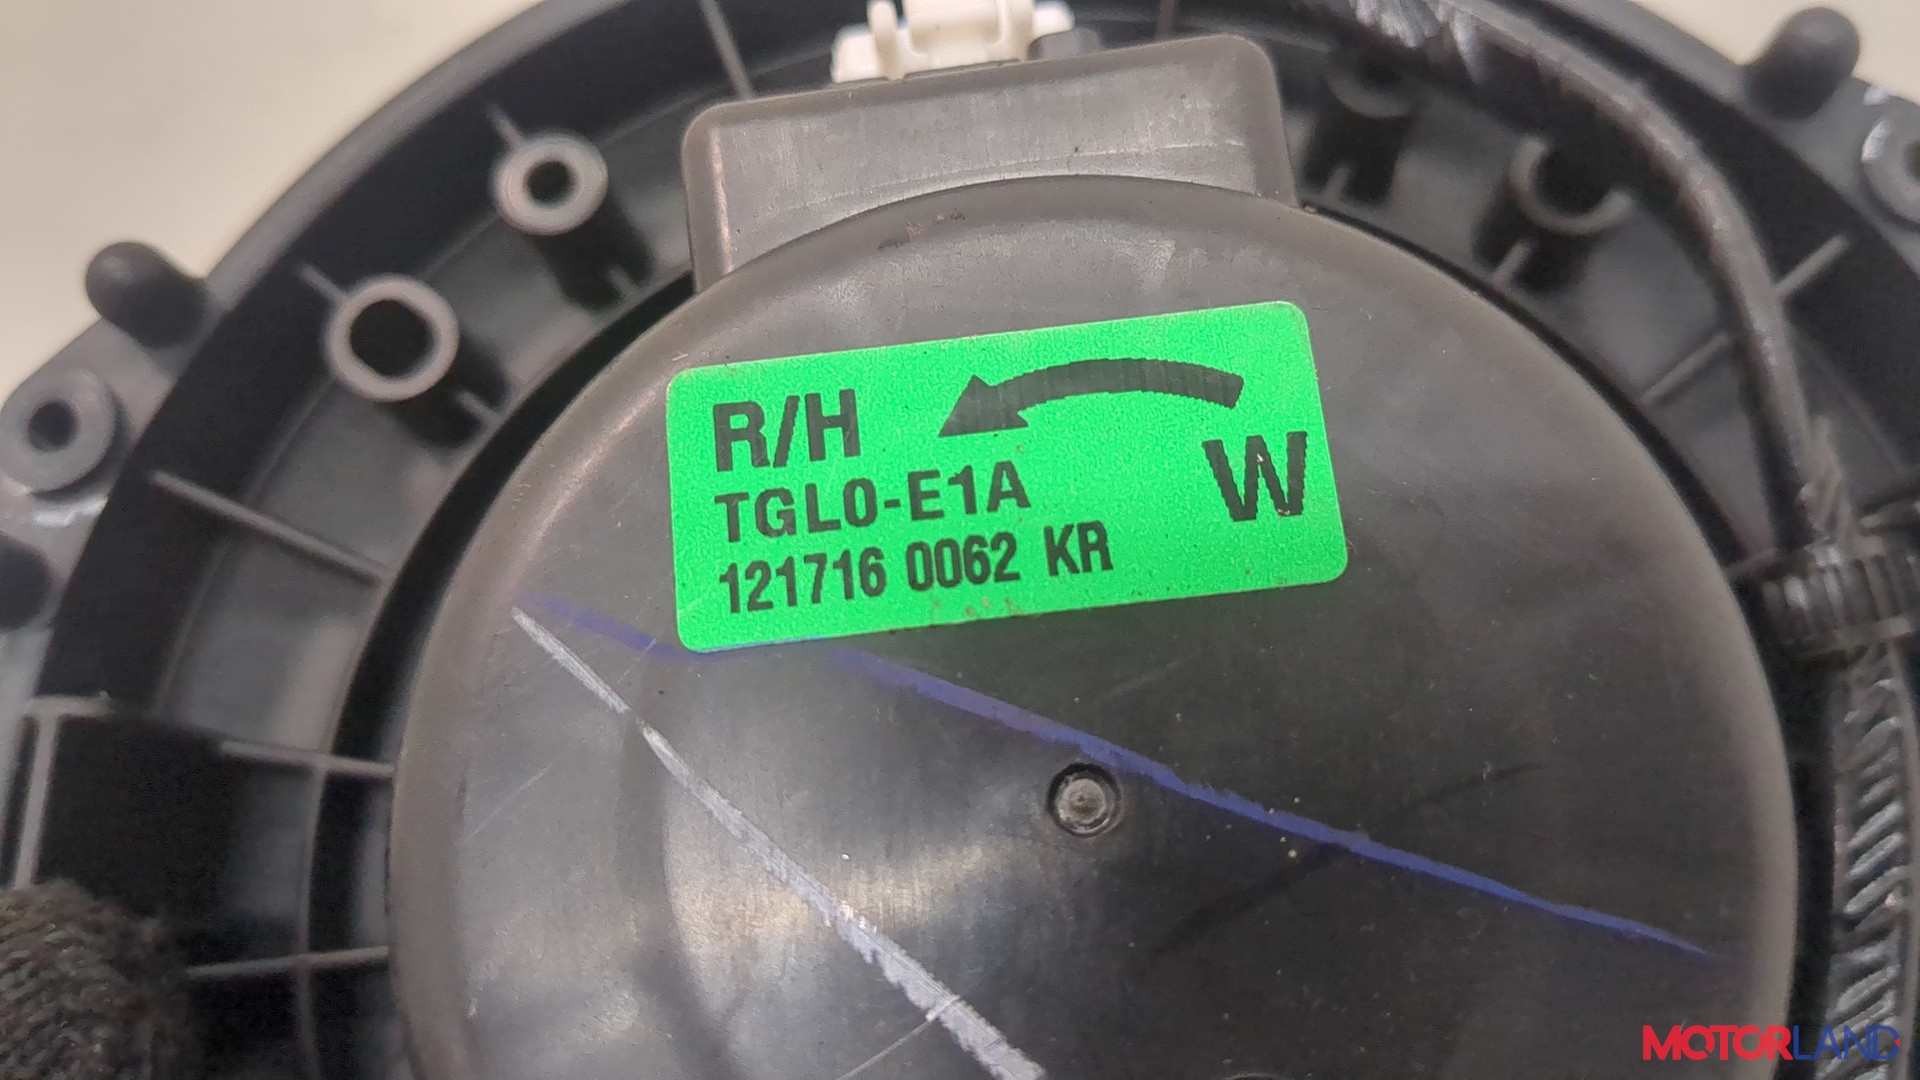 R/H
W
TGL0-E1A
121716 0062 KR
MOTORLAND